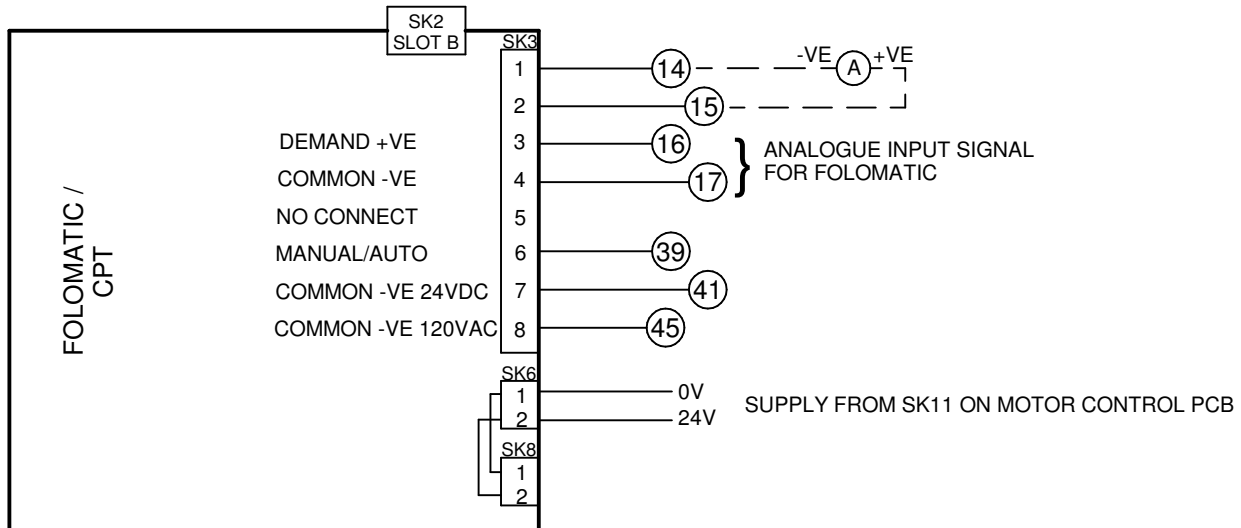 SK2
SLOT B
SK3
1 14 -VE A +VE
2 15
DEMAND +VE 3 16
COMMON -VE 4 17
} ANALOGUE INPUT SIGNAL
FOR FOLOMATIC
NO CONNECT 5
MANUAL/AUTO 6 39
COMMON -VE 24VDC 7 41
COMMON -VE 120VAC 8 45
FOLOMATIC /
CPT
SK6
1 0V
2 24V
SUPPLY FROM SK11 ON MOTOR CONTROL PCB
SK8
1
2